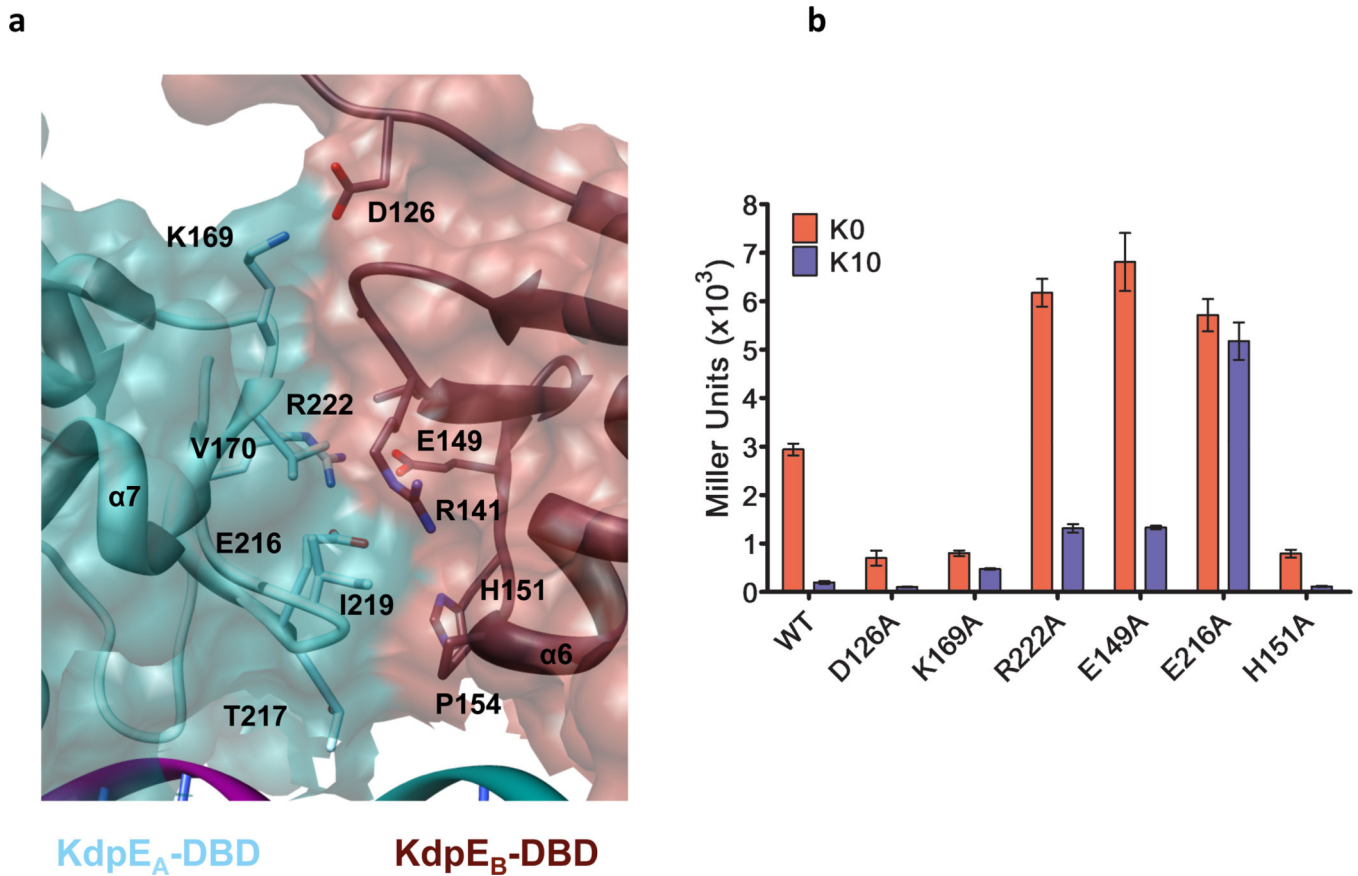 a
b
D126
K169
R222
V170
E149
α7
R141
E216
H151
I219
α6
P154
T217
KdpEA-DBD
KdpEB-DBD
Miller Units (x10³)
8
7
6
5
4
3
2
1
0
K0
K10
WT
D126A
K169A
R222A
E149A
E216A
H151A